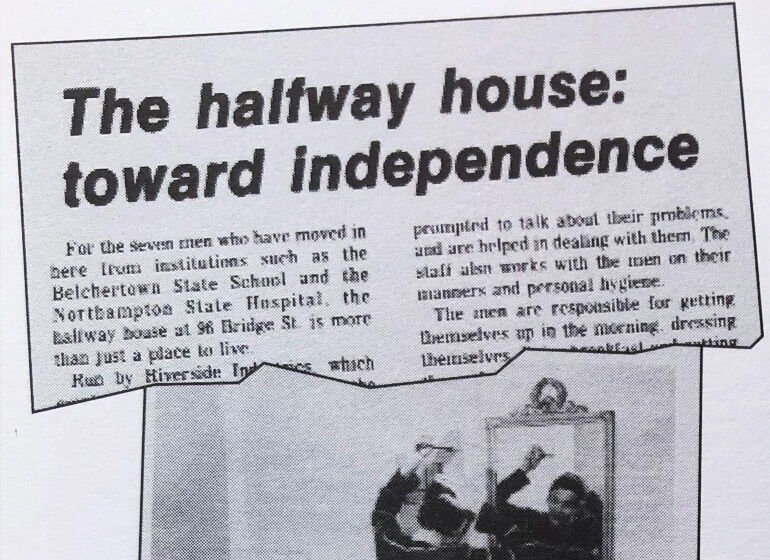 The halfway house:
toward independence
For the seven men who have moved in
here from institutions such as the
Belchertown State School and the
Northampton State Hospital, the
halfway house at 96 Bridge St. is more
than just a place to live.
Run by Riverside which
prompted to talk about their problems,
and are helped in dealing with them. The
staff also works with the men on their
manners and personal hygiene.
The men are responsible for getting
themselves up in the morning, dressing
themselves